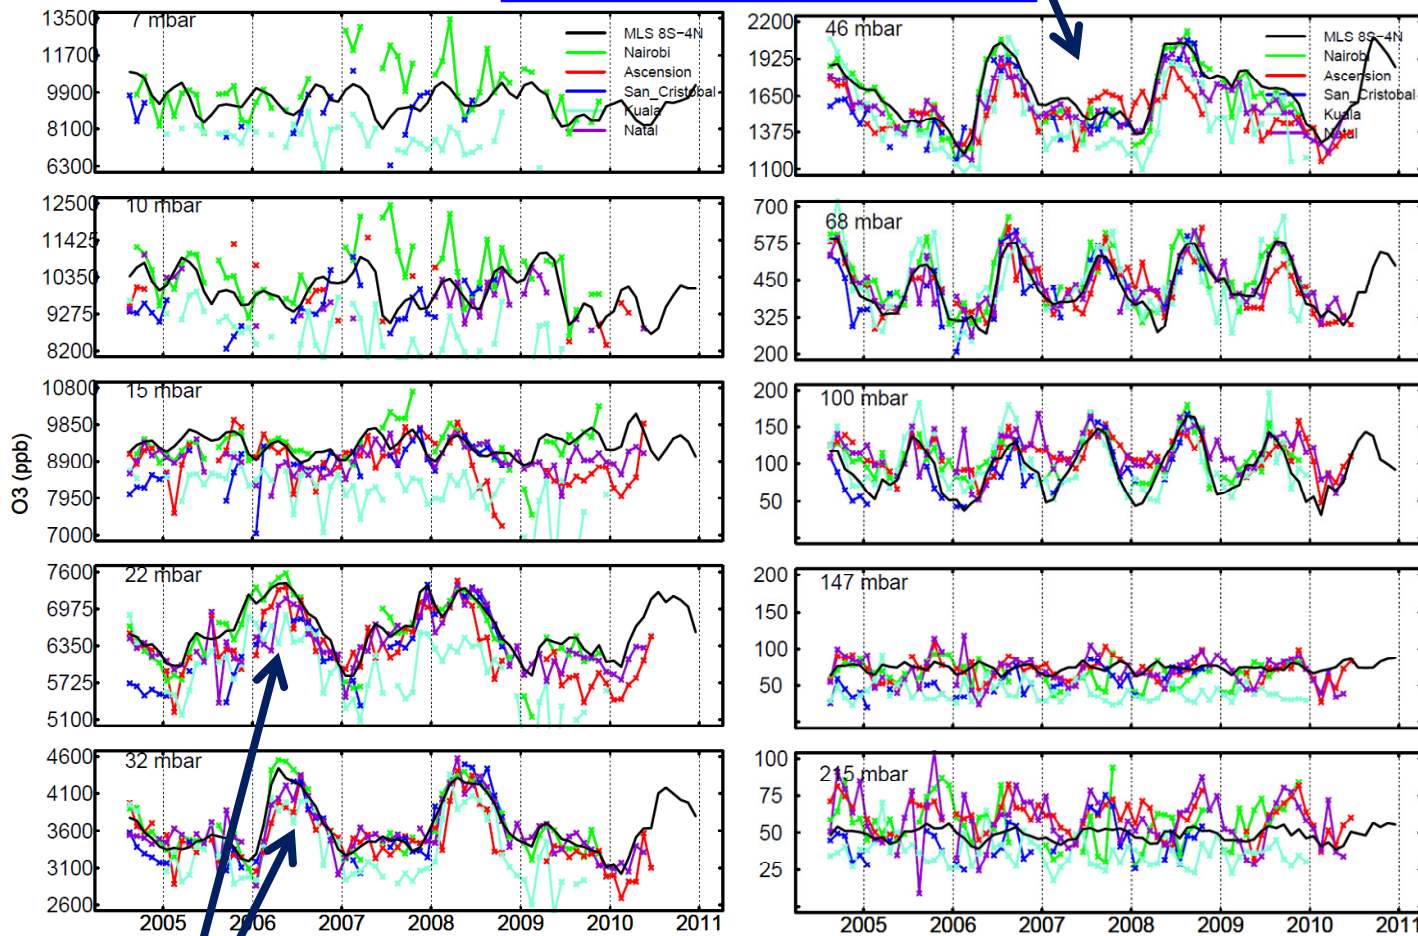 O3 (ppb)
7 mbar
13500
11700
9900
8100
6300
MLS 8S-4N
Nairobi
Ascension
San_Cristobal
Kuala
Natal
10 mbar
12500
11425
10350
9275
8200
15 mbar
10800
9850
8900
7950
7000
22 mbar
7600
6975
6350
5725
5100
32 mbar
4600
4100
3600
3100
2600
2005 2006 2007 2008 2009 2010 2011
46 mbar
2200
1925
1650
1375
1100
MLS 8S-4N
Nairobi
Ascension
San_Cristobal
Kuala
Natal
68 mbar
700
575
450
325
200
100 mbar
200
150
100
50
147 mbar
200
150
100
50
215 mbar
100
75
50
25
2005 2006 2007 2008 2009 2010 2011